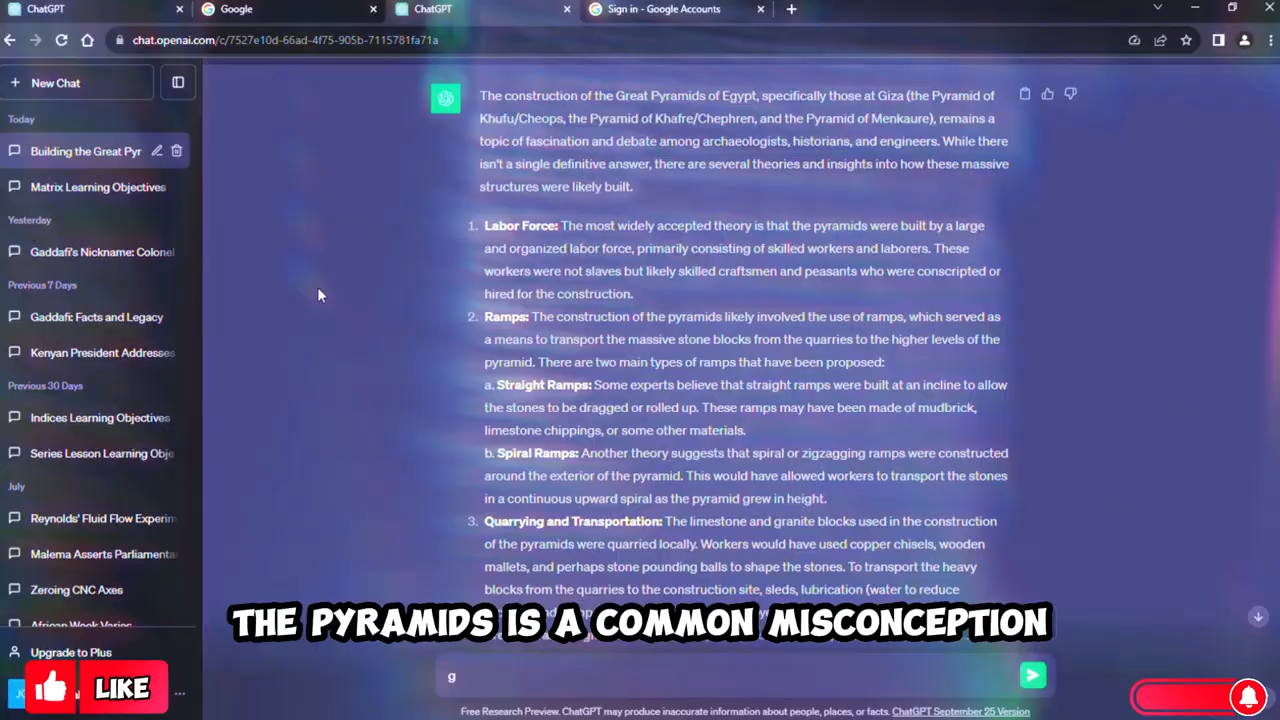 ChatGPT
Google
ChatGPT
Sign in - Google Accounts
chat.openai.com/c/7527e10d-66ad-4f75-905b-7115781fa71a
New Chat
Today
Building the Great Pyr
Matrix Learning Objectives
Yesterday
Gaddafi's Nickname: Colonel
Previous 7 Days
Gaddafi: Facts and Legacy
Kenyan President Addresses
Previous 30 Days
Indices Learning Objectives
Series Lesson Learning Obje
July
Reynolds' Fluid Flow Experim
Malema Asserts Parliamenta
Zeroing CNC Axes
African Week Varies
Upgrade to Plus
LIKE
The construction of the Great Pyramids of Egypt, specifically those at Giza (the Pyramid of
Khufu/Cheops, the Pyramid of Khafre/Chephren, and the Pyramid of Menkaure), remains a
topic of fascination and debate among archaeologists, historians, and engineers. While there
isn't a single definitive answer, there are several theories and insights into how these massive
structures were likely built.
1. Labor Force: The most widely accepted theory is that the pyramids were built by a large
and organized labor force, primarily consisting of skilled workers and laborers. These
workers were not slaves but likely skilled craftsmen and peasants who were conscripted or
hired for the construction.
2. Ramps: The construction of the pyramids likely involved the use of ramps, which served as
a means to transport the massive stone blocks from the quarries to the higher levels of the
pyramid. There are two main types of ramps that have been proposed:
a. Straight Ramps: Some experts believe that straight ramps were built at an incline to allow
the stones to be dragged or rolled up. These ramps may have been made of mudbrick,
limestone chippings, or some other materials.
b. Spiral Ramps: Another theory suggests that spiral or zigzagging ramps were constructed
around the exterior of the pyramid. This would have allowed workers to transport the stones
in a continuous upward spiral as the pyramid grew in height.
3. Quarrying and Transportation: The limestone and granite blocks used in the construction
of the pyramids were quarried locally. Workers would have used copper chisels, wooden
mallets, and perhaps stone pounding balls to shape the stones. To transport the heavy
blocks from the quarries to the construction site, sleds, lubrication (water to reduce
THE PYRAMIDS IS A COMMON MISCONCEPTION
g
Free Research Preview. ChatGPT may produce inaccurate information about people, places, or facts. ChatGPT September 25 Version